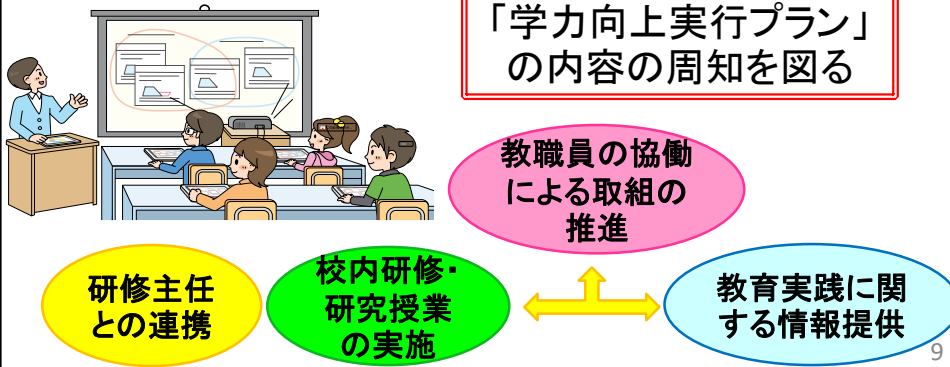 「学力向上実行プラン」
の内容の周知を図る
教職員の協働
による取組の
推進
研修主任
との連携
校内研修・
研究授業
の実施
教育実践に関
する情報提供
9